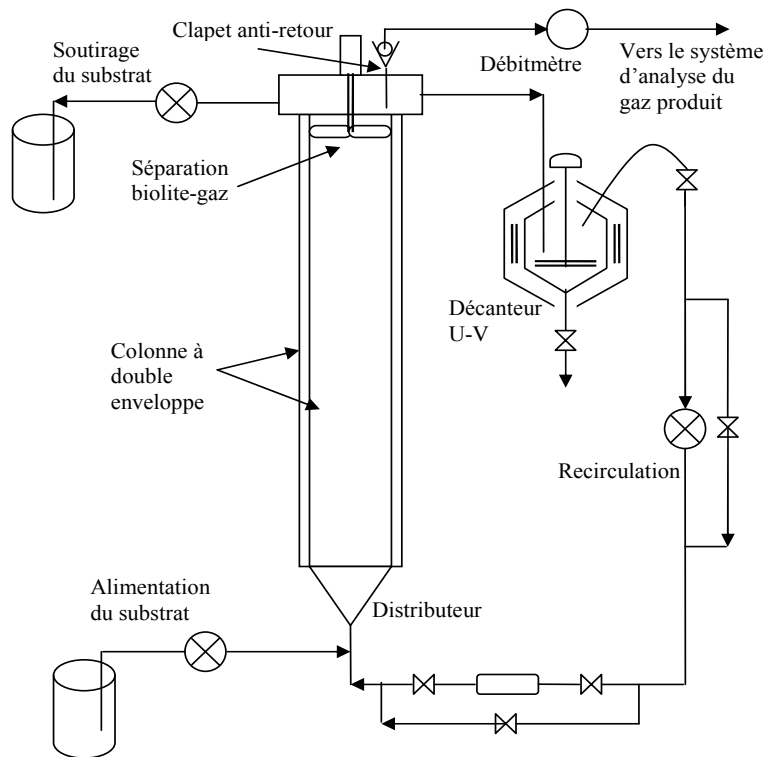 Clapet anti-retour
Soutirage
du substrat
Débitmètre
Vers le système
d'analyse du
gaz produit
Séparation
biolite-gaz
Décanteur
U-V
Colonne à
double
enveloppe
Recirculation
Alimentation
du substrat
Distributeur